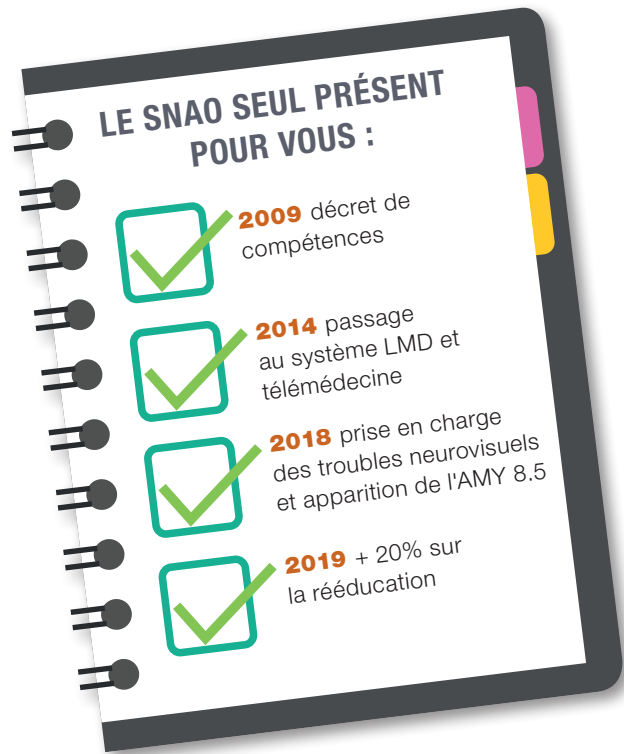 LE SNAO SEUL PRÉSENT
POUR VOUS :
2009 décret de
compétences
2014 passage
au système LMD et
télémédecine
2018 prise en charge
des troubles neurovisuels
et apparition de l'AMY 8.5
2019 + 20% sur
la rééducation